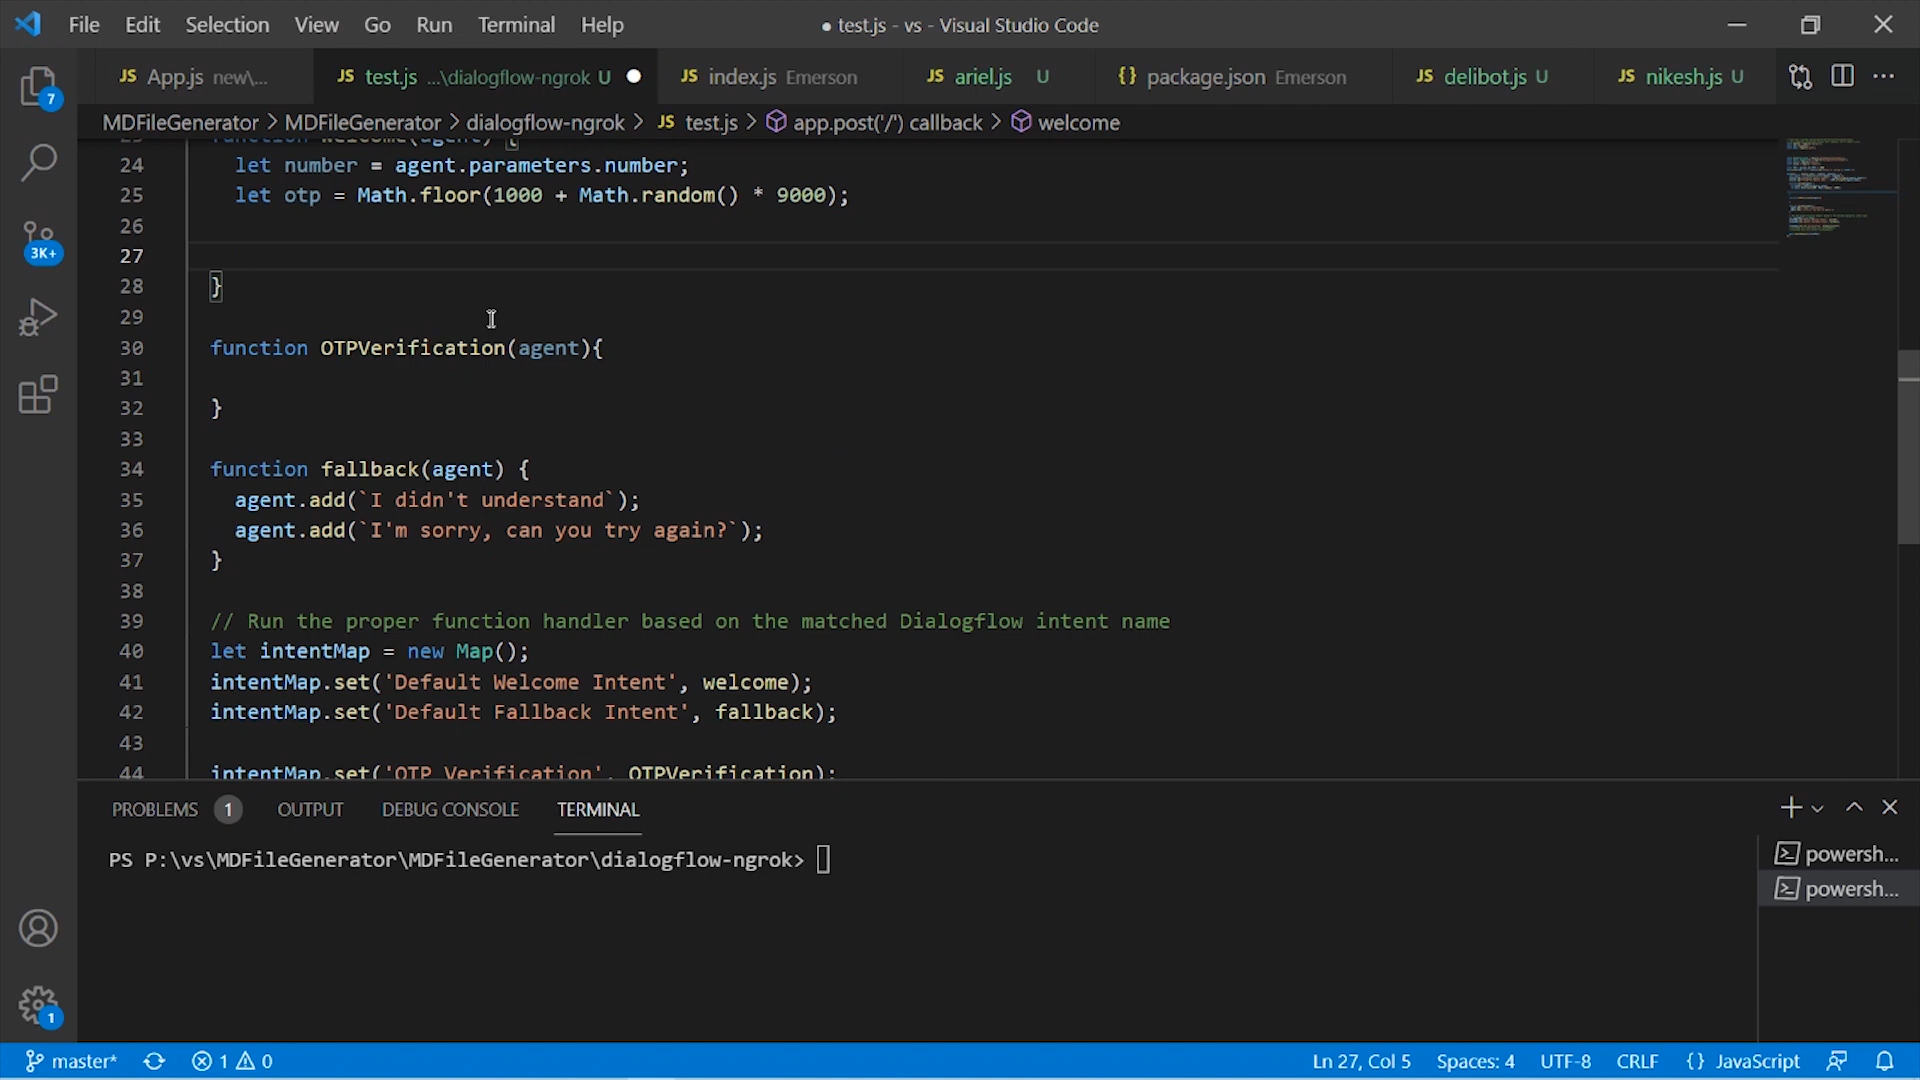 File Edit Selection View Go Run Terminal Help ● test.js - vs - Visual Studio Code
JS App.js new\... JS test.js ...\dialogflow-ngrok U JS index.js Emerson JS ariel.js U {} package.json Emerson JS delibot.js U JS nikesh.js U
7
MDFileGenerator > MDFileGenerator > dialogflow-ngrok > JS test.js > app.post('/') callback > welcome
23 function welcome(agent) {
24 let number = agent.parameters.number;
25 let otp = Math.floor(1000 + Math.random() * 9000);
26
3K+
27
28 }
29
30 function OTPVerification(agent){
31
32 }
33
34 function fallback(agent) {
35 agent.add(`I didn't understand`);
36 agent.add(`I'm sorry, can you try again?`);
37 }
38
39 // Run the proper function handler based on the matched Dialogflow intent name
40 let intentMap = new Map();
41 intentMap.set('Default Welcome Intent', welcome);
42 intentMap.set('Default Fallback Intent', fallback);
43
44 intentMap.set('OTP Verification', OTPVerification);
PROBLEMS 1 OUTPUT DEBUG CONSOLE TERMINAL
PS P:\vs\MDFileGenerator\MDFileGenerator\dialogflow-ngrok>
powersh...
powersh...
1
master* 1 0 Ln 27, Col 5 Spaces: 4 UTF-8 CRLF {} JavaScript